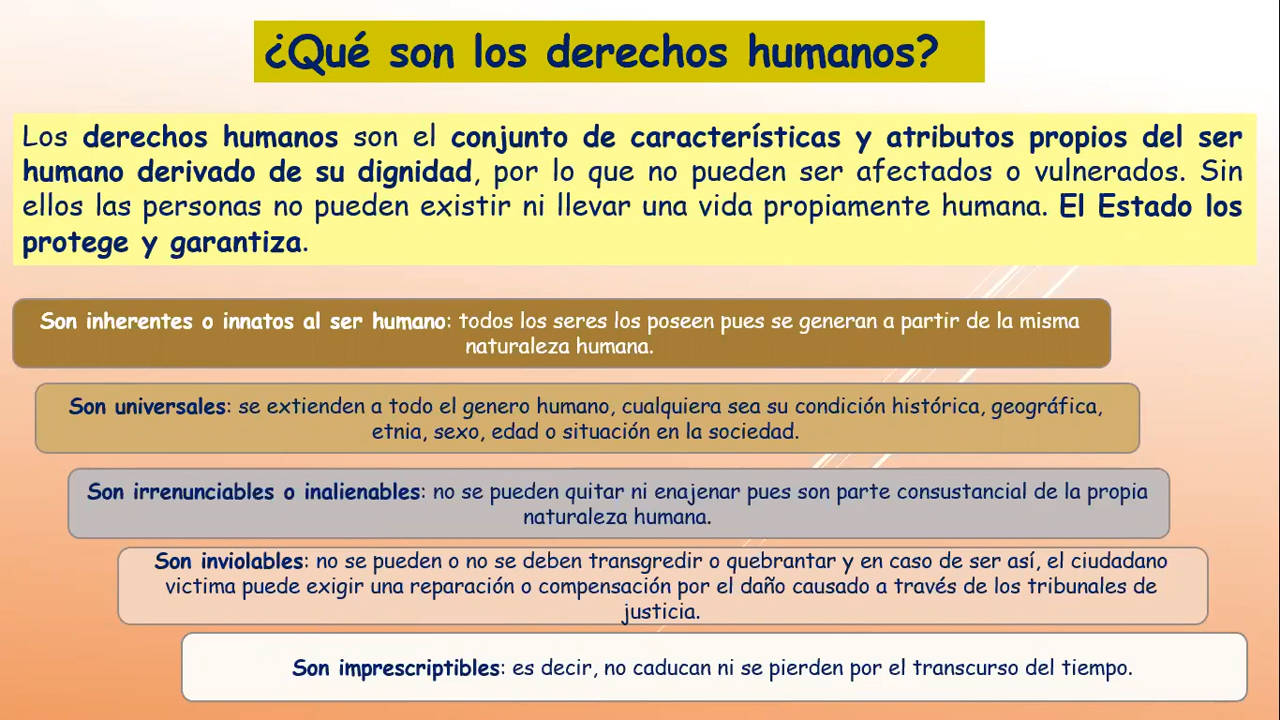 ¿Qué son los derechos humanos?
Los derechos humanos son el conjunto de características y atributos propios del ser
humano derivado de su dignidad, por lo que no pueden ser afectados o vulnerados. Sin
ellos las personas no pueden existir ni llevar una vida propiamente humana. El Estado los
protege y garantiza.
Son inherentes o innatos al ser humano: todos los seres los poseen pues se generan a partir de la misma
naturaleza humana.
Son universales: se extienden a todo el genero humano, cualquiera sea su condición histórica, geográfica,
etnia, sexo, edad o situación en la sociedad.
Son irrenunciables o inalienables: no se pueden quitar ni enajenar pues son parte consustancial de la propia
naturaleza humana.
Son inviolables: no se pueden o no se deben transgredir o quebrantar y en caso de ser así, el ciudadano
victima puede exigir una reparación o compensación por el daño causado a través de los tribunales de
justicia.
Son imprescriptibles: es decir, no caducan ni se pierden por el transcurso del tiempo.